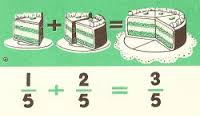 + =
1/5 + 2/5 = 3/5